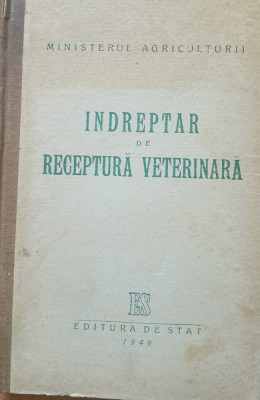 MINISTERUL AGRICULTURII
INDREPTAR
DE
RECEPTURĂ VETERINARĂ
ES
EDITURA DE STAT
1949